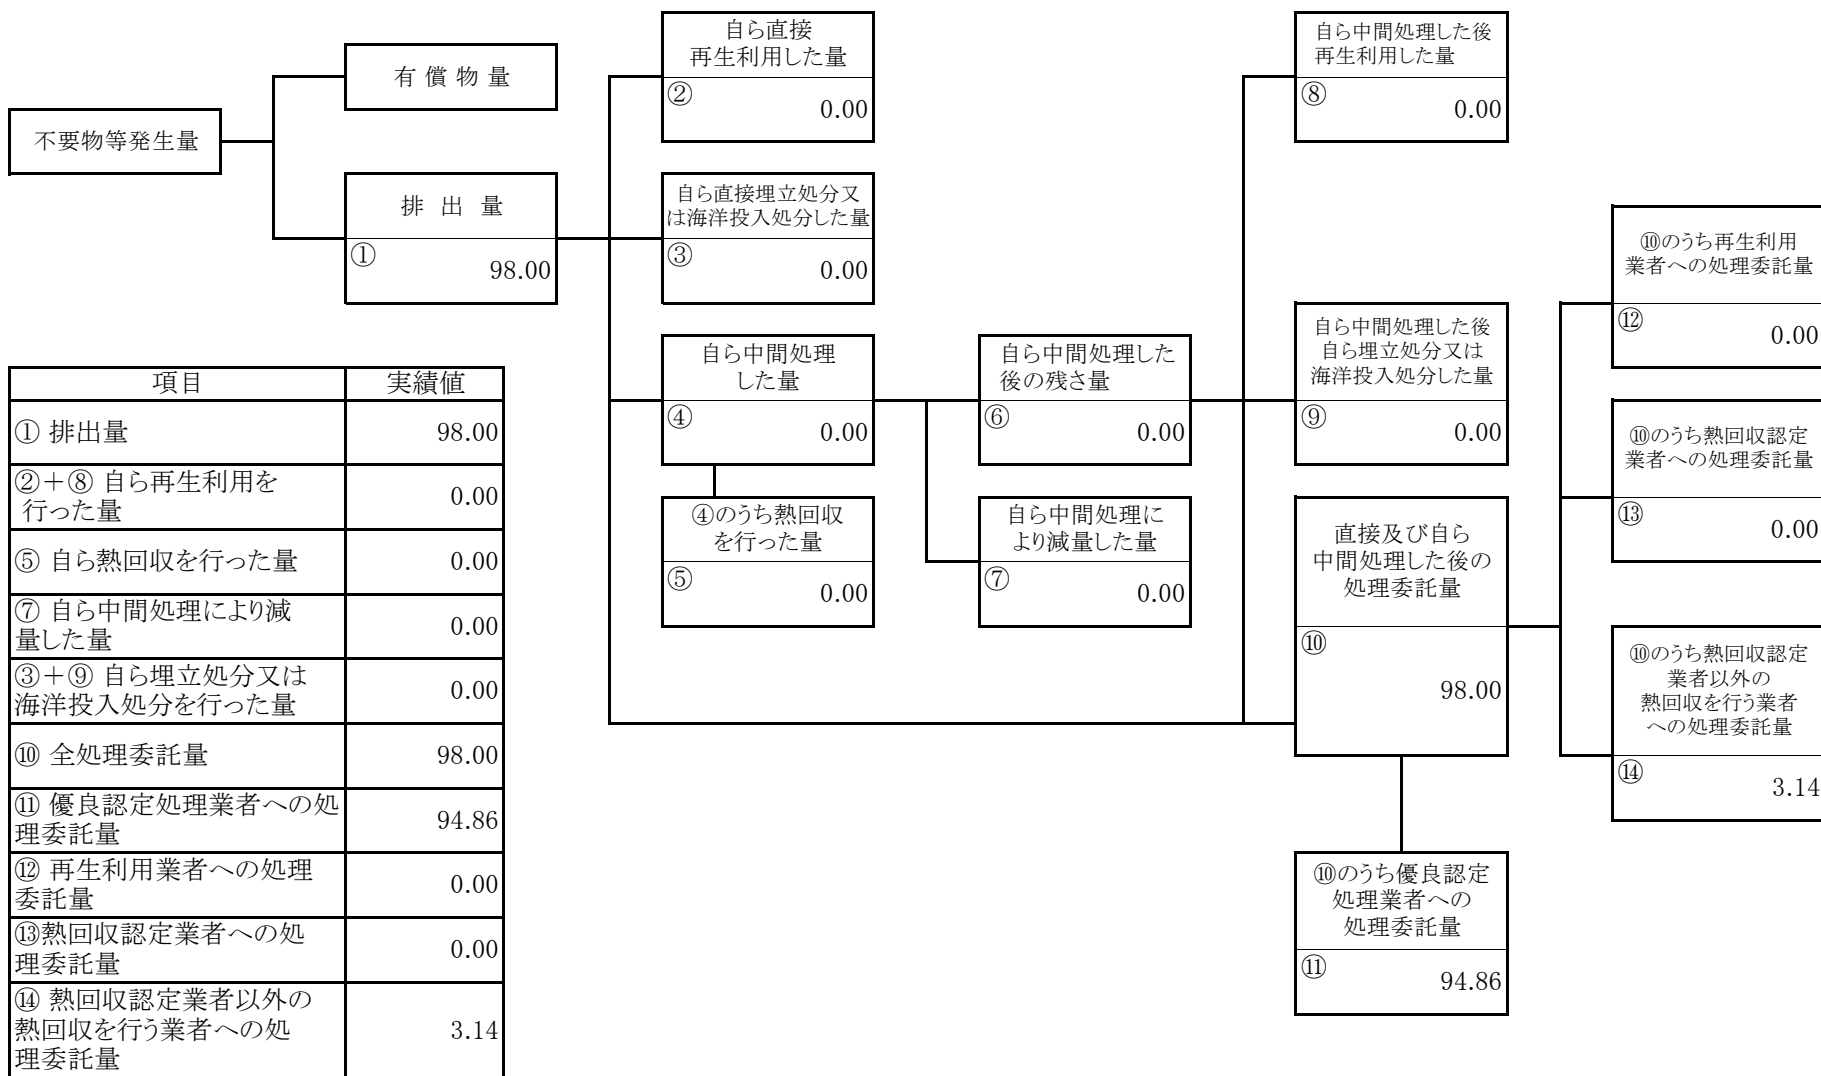 不要物等発生量
有 償 物 量
排 出 量
①
98.00
自ら直接
再生利用した量
②
0.00
自ら直接埋立処分又
は海洋投入処分した量
③
0.00
自ら中間処理
した量
④
0.00
④のうち熱回収
を行った量
⑤
0.00
自ら中間処理した
後の残さ量
⑥
0.00
自ら中間処理に
より減量した量
⑦
0.00
自ら中間処理した後
再生利用した量
⑧
0.00
自ら中間処理した後
自ら埋立処分又は
海洋投入処分した量
⑨
0.00
直接及び自ら
中間処理した後の
処理委託量
⑩
98.00
⑩のうち優良認定
処理業者への
処理委託量
⑪
94.86
⑩のうち再生利用
業者への処理委託量
⑫
0.00
⑩のうち熱回収認定
業者への処理委託量
⑬
0.00
⑩のうち熱回収認定
業者以外の
熱回収を行う業者
への処理委託量
⑭
3.14
項目 実績値
① 排出量 98.00
②＋⑧ 自ら再生利用を
行った量 0.00
⑤ 自ら熱回収を行った量 0.00
⑦ 自ら中間処理により減
量した量 0.00
③＋⑨ 自ら埋立処分又は
海洋投入処分を行った量 0.00
⑩ 全処理委託量 98.00
⑪ 優良認定処理業者への処
理委託量 94.86
⑫ 再生利用業者への処理
委託量 0.00
⑬熱回収認定業者への処
理委託量 0.00
⑭ 熱回収認定業者以外の
熱回収を行う業者への処
理委託量 3.14